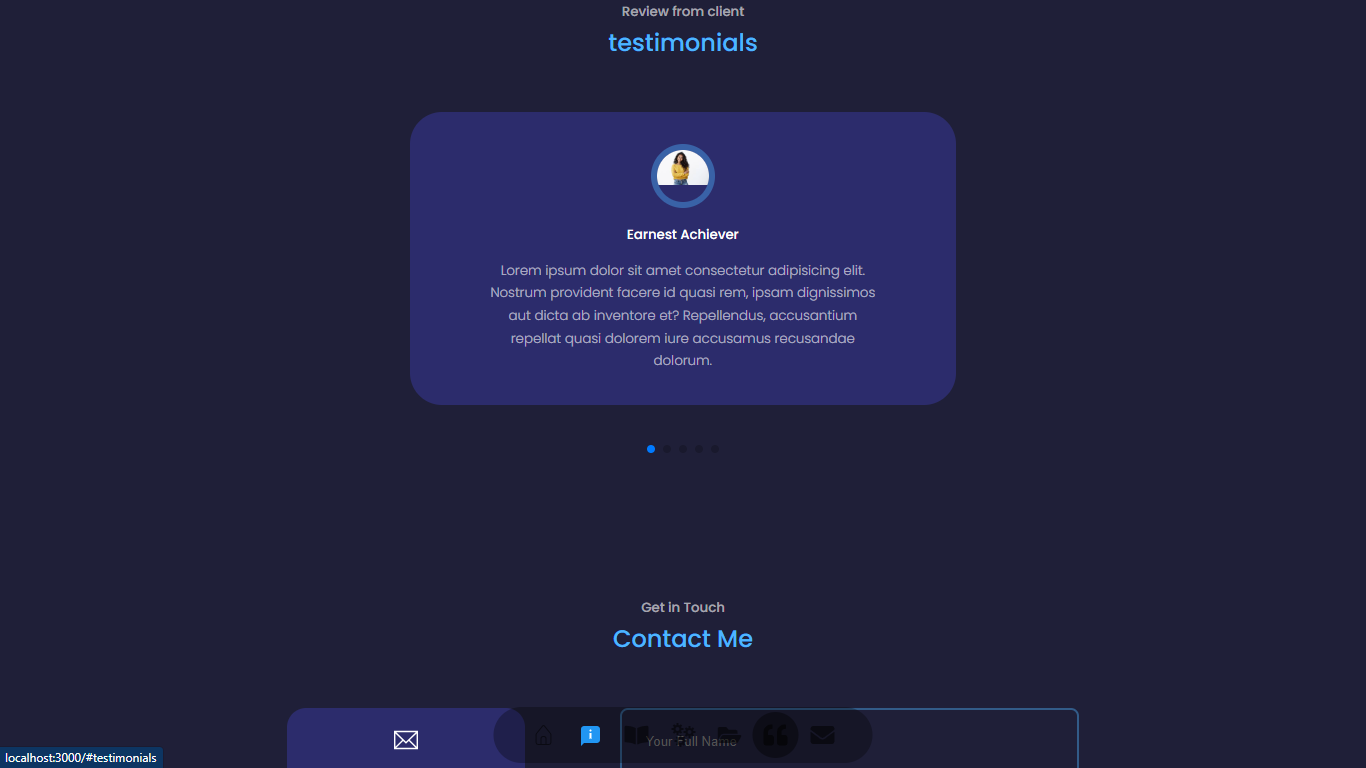 Review from client
testimonials
Earnest Achiever
Lorem ipsum dolor sit amet consectetur adipisicing elit.
Nostrum provident facere id quasi rem, ipsam dignissimos
aut dicta ab inventore et? Repellendus, accusantium
repellat quasi dolorem iure accusamus recusandae
dolorum.
Get in Touch
Contact Me
Your Full Name
localhost:3000/#testimonials